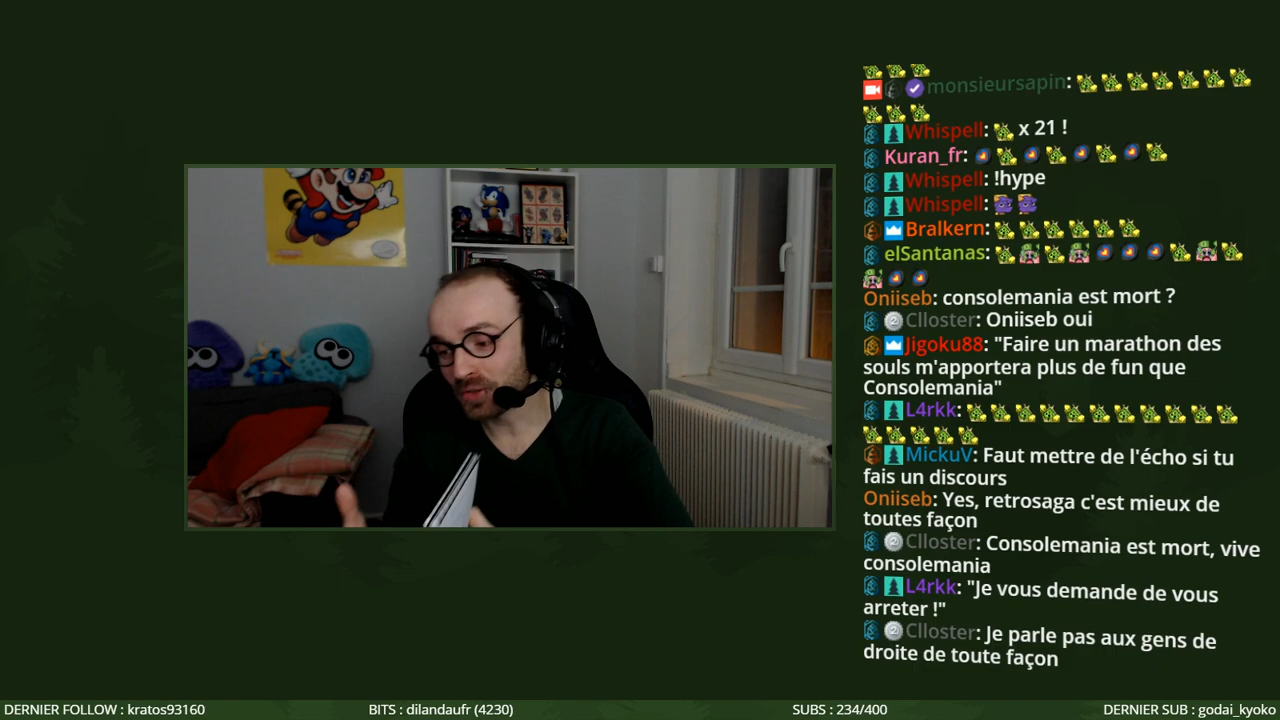 monsieursapin:
Whispell: x 21 !
Kuran_fr:
Whispell: !hype
Whispell:
Bralkern:
elSantanas:
Oniiseb: consolemania est mort ?
Clloster: Oniiseb oui
Jigoku88: "Faire un marathon des
souls m'apportera plus de fun que
Consolemania"
L4rkk:
MickuV: Faut mettre de l'écho si tu
fais un discours
Oniiseb: Yes, retrosaga c'est mieux de
toutes façon
Clloster: Consolemania est mort, vive
consolemania
L4rkk: "Je vous demande de vous
arreter !"
Clloster: Je parle pas aux gens de
droite de toute façon
DERNIER FOLLOW : kratos93160
BITS : dilandaufr (4230)
SUBS : 234/400
DERNIER SUB : godai_kyoko